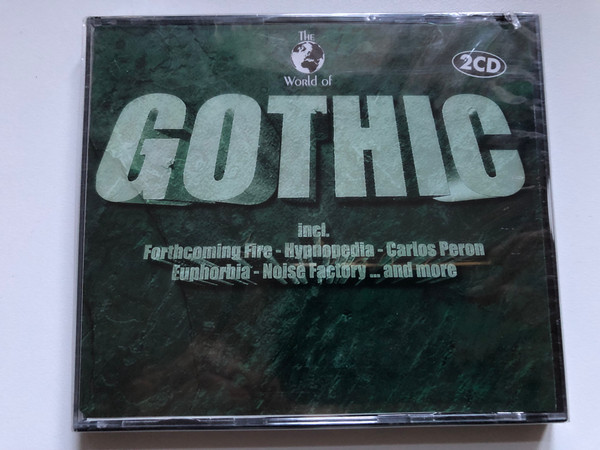 The
World of
2CD
GOTHIC
incl.
Forthcoming Fire - Hypnopedia - Carlos Peron
Euphorbia - Noise Factory ... and more